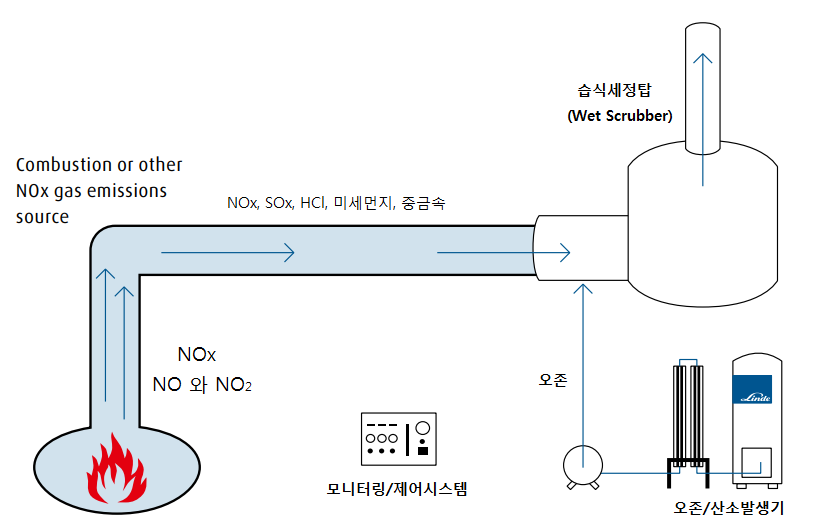 습식세정탑
(Wet Scrubber)
Combustion or other
NOx gas emissions
source
NOx, SOx, HCl, 미세먼지, 중금속
NOx
NO 와 NO₂
오존
Linde
모니터링/제어시스템
오존/산소발생기